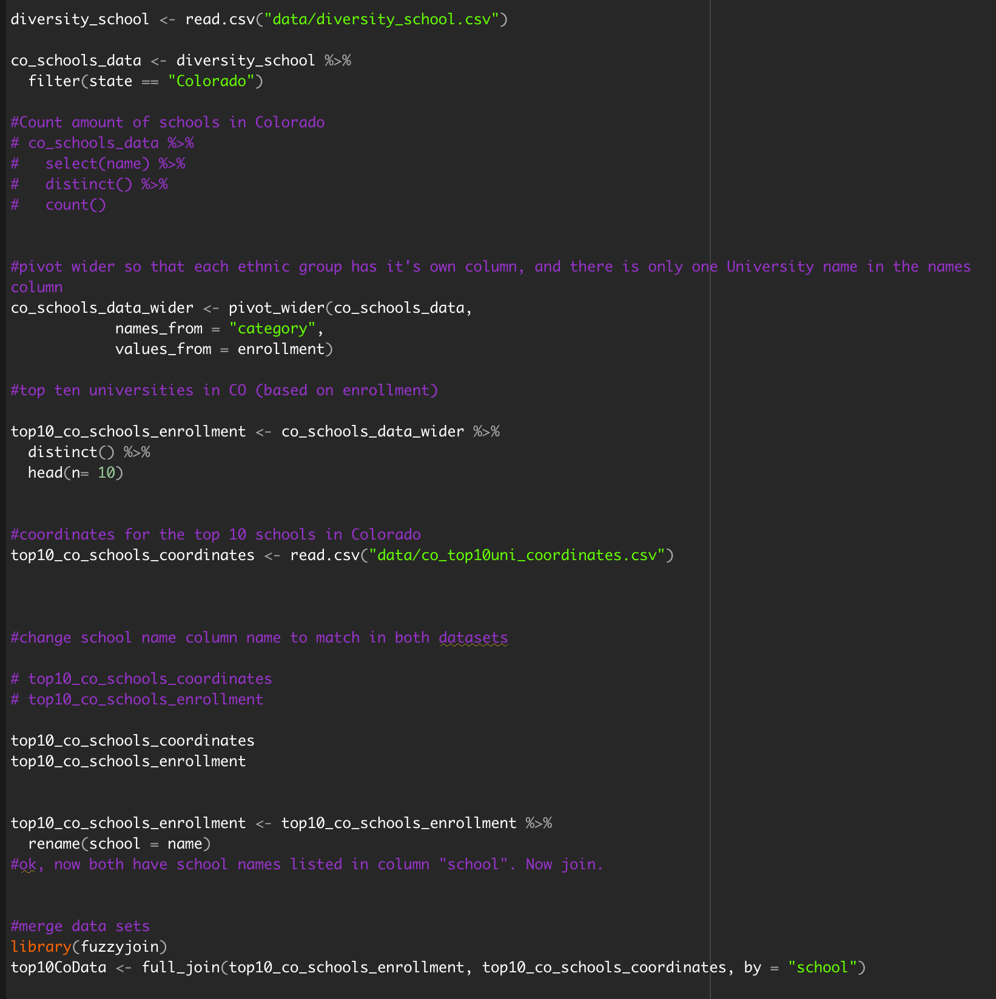 diversity_school <- read.csv("data/diversity_school.csv")
co_schools_data <- diversity_school %>%
  filter(state == "Colorado")
#Count amount of schools in Colorado
# co_schools_data %>%
#   select(name) %>%
#   distinct() %>%
#   count()
#pivot wider so that each ethnic group has it's own column, and there is only one University name in the names
column
co_schools_data_wider <- pivot_wider(co_schools_data,
            names_from = "category",
            values_from = enrollment)
#top ten universities in CO (based on enrollment)
top10_co_schools_enrollment <- co_schools_data_wider %>%
  distinct() %>%
  head(n= 10)
#coordinates for the top 10 schools in Colorado
top10_co_schools_coordinates <- read.csv("data/co_top10uni_coordinates.csv")
#change school name column name to match in both datasets
# top10_co_schools_coordinates
# top10_co_schools_enrollment
top10_co_schools_coordinates
top10_co_schools_enrollment
top10_co_schools_enrollment <- top10_co_schools_enrollment %>%
  rename(school = name)
#ok, now both have school names listed in column "school". Now join.
#merge data sets
library(fuzzyjoin)
top10CoData <- full_join(top10_co_schools_enrollment, top10_co_schools_coordinates, by = "school")